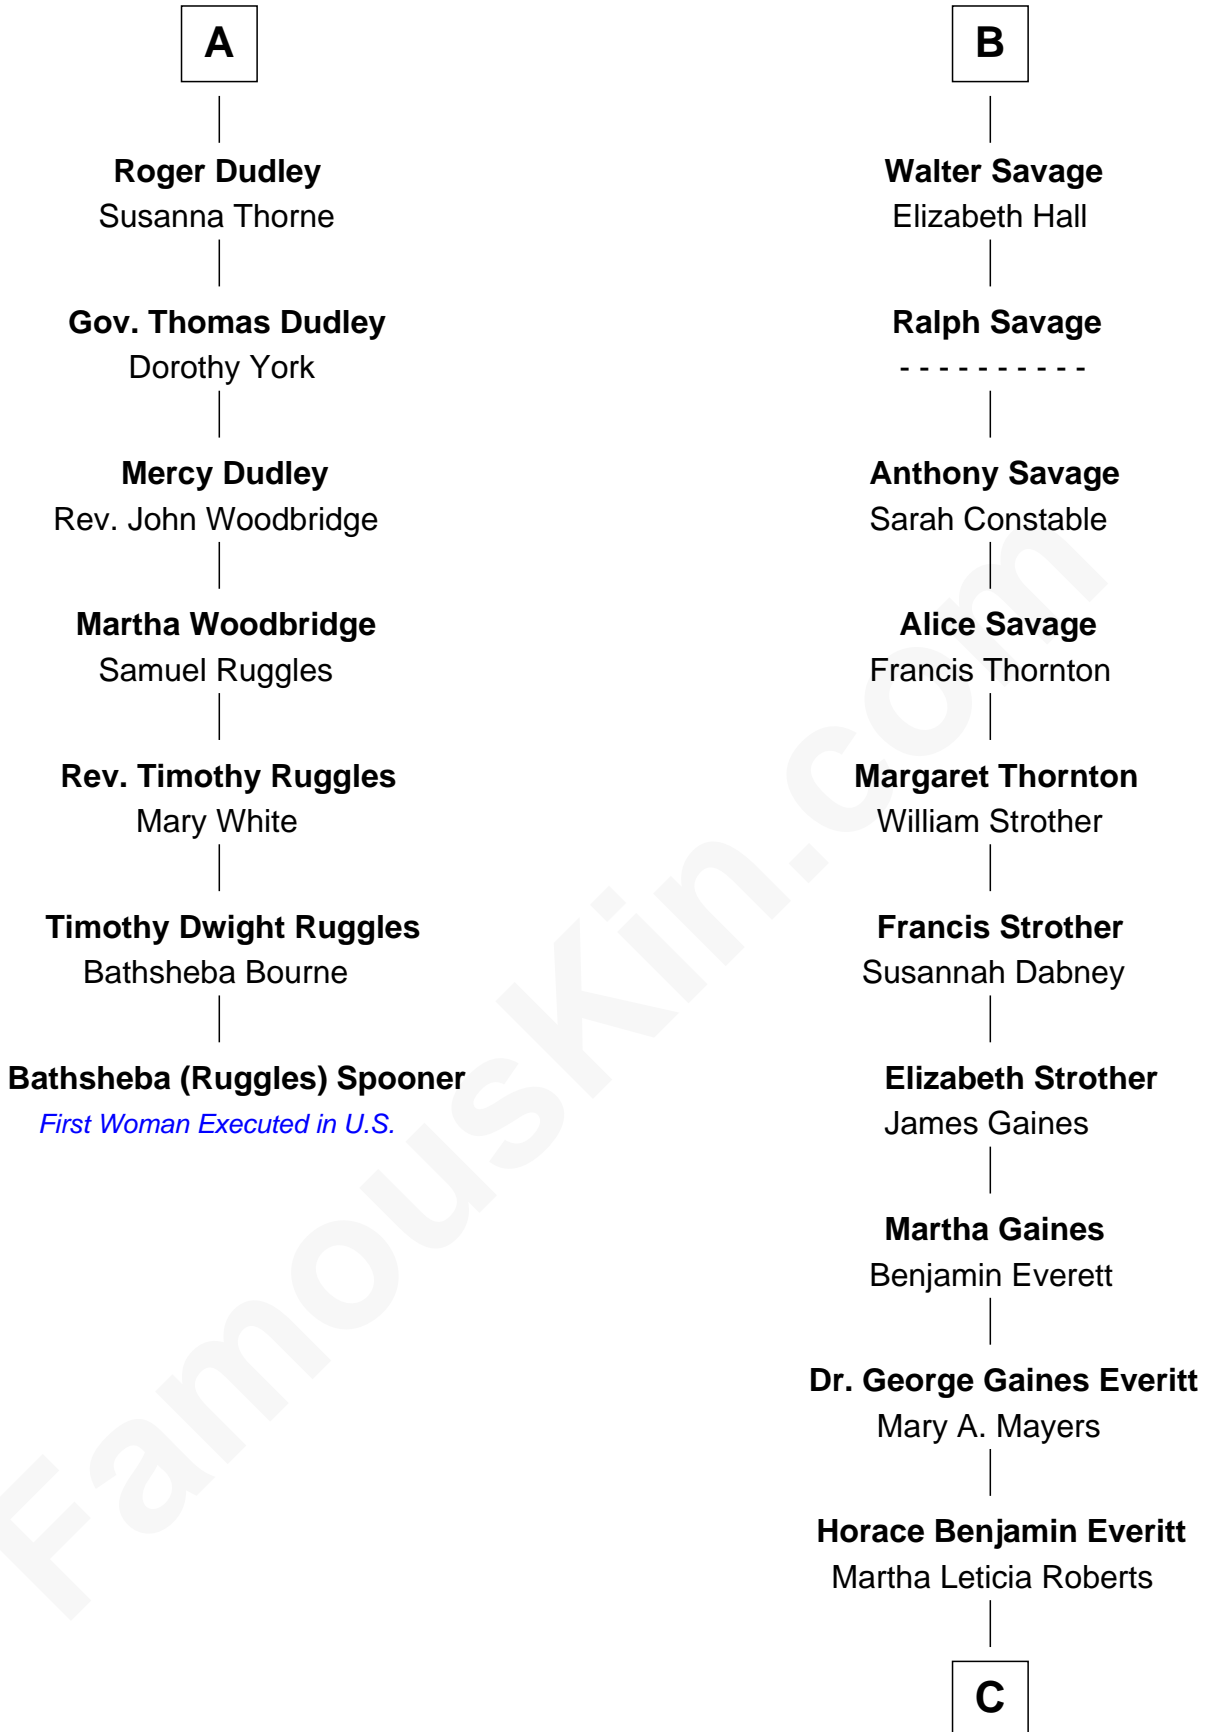 A
Roger Dudley
Susanna Thorne
Gov. Thomas Dudley
Dorothy York
Mercy Dudley
Rev. John Woodbridge
Martha Woodbridge
Samuel Ruggles
Rev. Timothy Ruggles
Mary White
Timothy Dwight Ruggles
Bathsheba Bourne
Bathsheba (Ruggles) Spooner
First Woman Executed in U.S.
B
Walter Savage
Elizabeth Hall
Ralph Savage
- - - - - - - - - -
Anthony Savage
Sarah Constable
Alice Savage
Francis Thornton
Margaret Thornton
William Strother
Francis Strother
Susannah Dabney
Elizabeth Strother
James Gaines
Martha Gaines
Benjamin Everett
Dr. George Gaines Everitt
Mary A. Mayers
Horace Benjamin Everitt
Martha Leticia Roberts
C
FamousKin.com